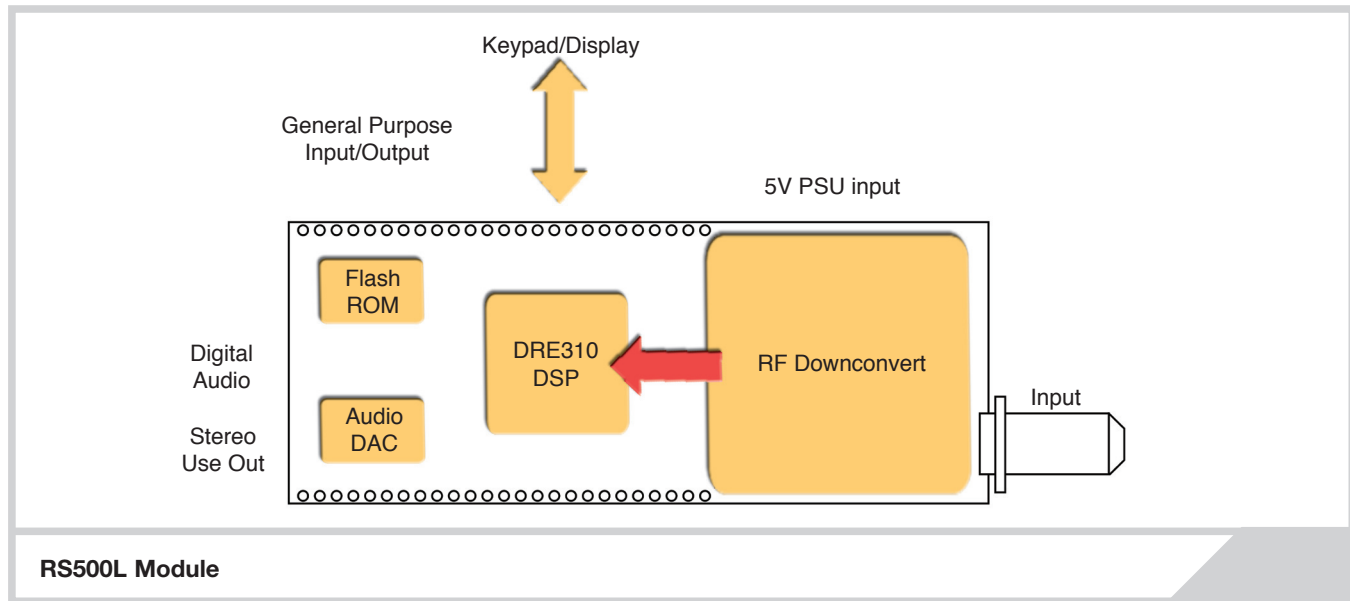 Keypad/Display
General Purpose
Input/Output
5V PSU input
Flash
ROM
DRE310
DSP
RF Downconvert
Digital
Audio
Input
Audio
DAC
Stereo
Use Out
RS500L Module